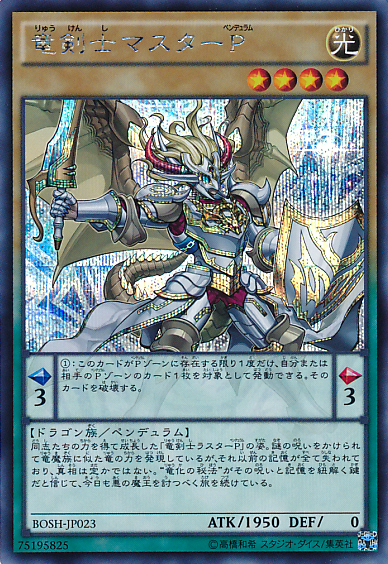 りゅう けん し ペンデュラム
竜剣士マスターP
ひかり
光
①:このカードがPゾーンに存在する限り1度だけ、自分または
相手のPゾーンのカード1枚を対象として発動できる。その
カードを破壊する。
3
3
【ドラゴン族/ペンデュラム】
同志たちの力を得て成長した「竜剣士ラスターP」の姿。謎の呪いをかけられ
て竜魔族に似た竜の力を発現しているが、それ以前の記憶が全て失われて
おり、真相は定かではない。“竜化の秘法”がその呪いと記憶を紐解く鍵
だと信じて、今日も悪の魔王を討つべく旅を続けている。
BOSH-JP023 ATK/1950 DEF/ 0
75195825 ©高橋和希 スタジオ・ダイス/集英社